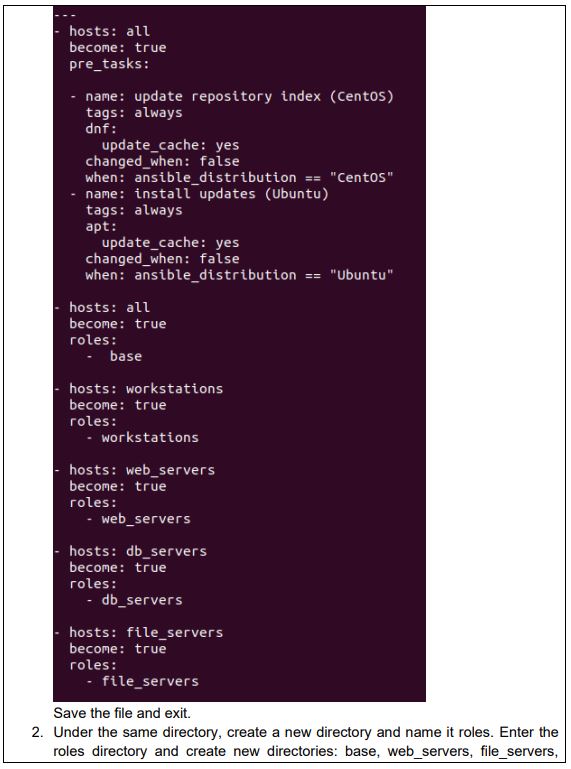 ---
- hosts: all
  become: true
  pre_tasks:

  - name: update repository index (CentOS)
    tags: always
    dnf:
      update_cache: yes
    changed_when: false
    when: ansible_distribution == "CentOS"
  - name: install updates (Ubuntu)
    tags: always
    apt:
      update_cache: yes
    changed_when: false
    when: ansible_distribution == "Ubuntu"

- hosts: all
  become: true
  roles:
    -  base

- hosts: workstations
  become: true
  roles:
    - workstations

- hosts: web_servers
  become: true
  roles:
    - web_servers

- hosts: db_servers
  become: true
  roles:
    - db_servers

- hosts: file_servers
  become: true
  roles:
    - file_servers
Save the file and exit.
2. Under the same directory, create a new directory and name it roles. Enter the
roles directory and create new directories: base, web_servers, file_servers,